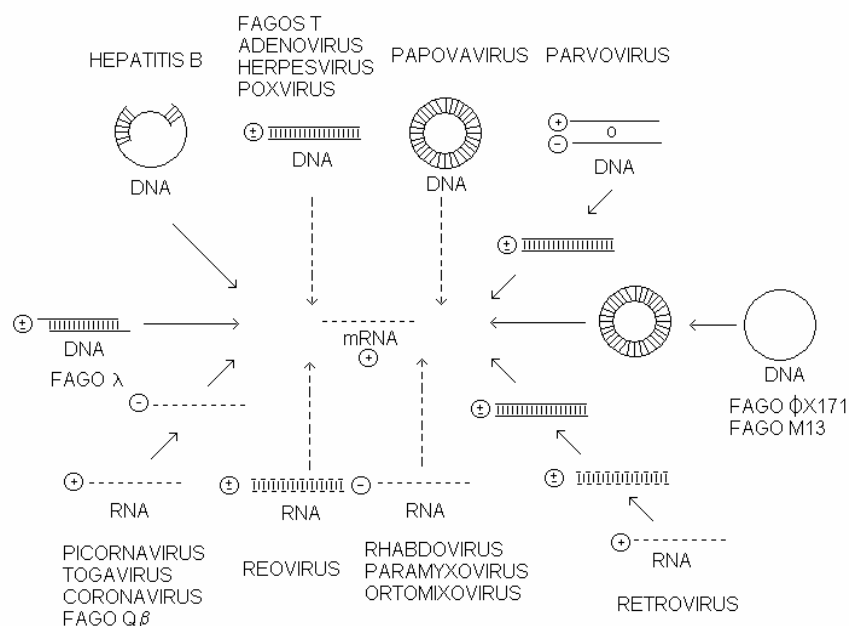 HEPATITIS B
DNA
FAGOS T
ADENOVIRUS
HERPESVIRUS
POXVIRUS
±
DNA
PAPOVAVIRUS
DNA
PARVOVIRUS
+
O
−
DNA
±
±
DNA
FAGO λ
mRNA
+
DNA
FAGO ϕX171
FAGO M13
−
+
RNA
PICORNAVIRUS
TOGAVIRUS
CORONAVIRUS
FAGO Qβ
±
RNA
REOVIRUS
−
RNA
RHABDOVIRUS
PARAMYXOVIRUS
ORTOMIXOVIRUS
±
±
+
RNA
RETROVIRUS